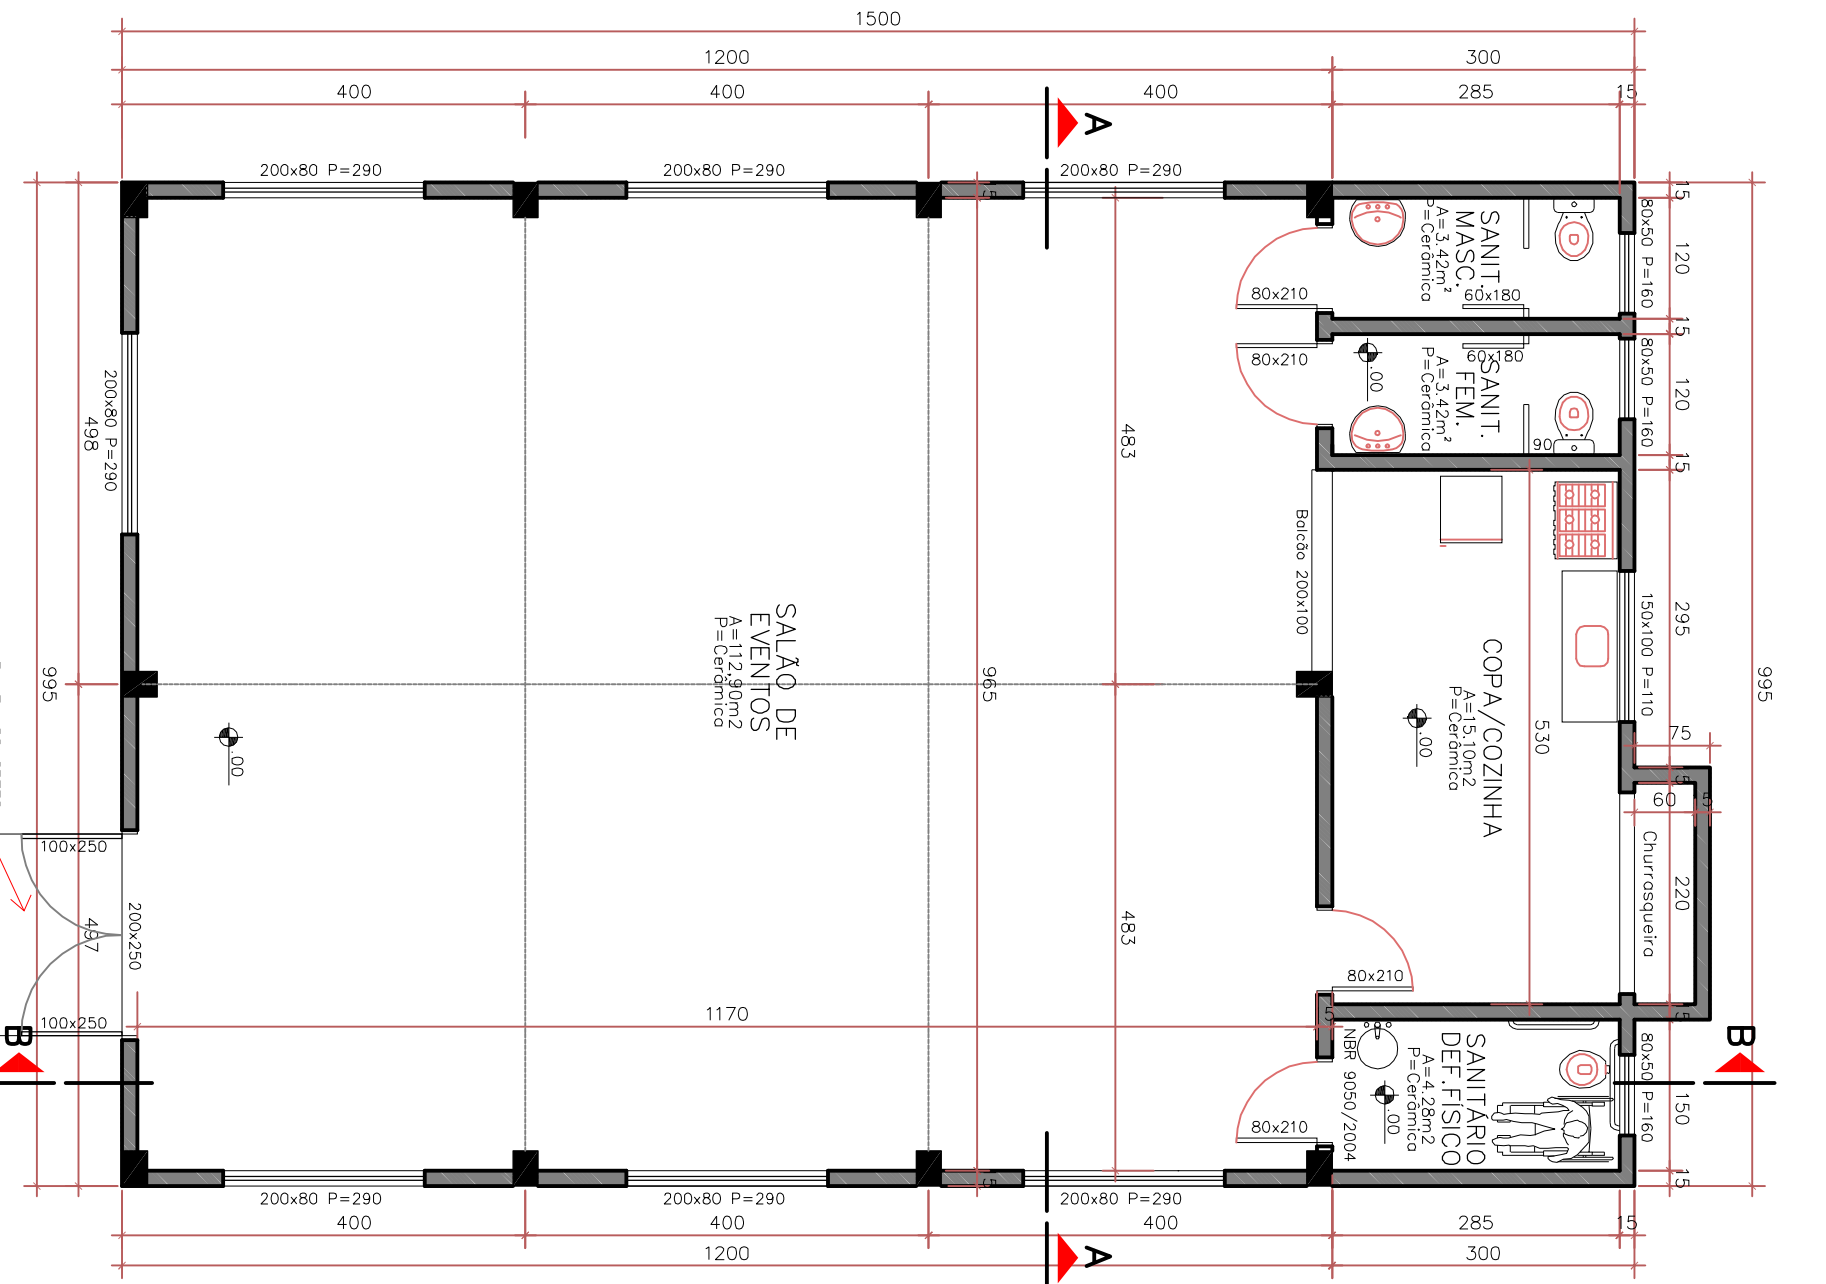 1500
1200
300
400
400
400
285
15
A
200x80 P=290
200x80 P=290
200x80 P=290
15
SANIT.
MASC.
A=3.42m²
P=Cerâmica
80x50 P=160
120
80x210
60x180
15
80x210
60x180
SANIT.
FEM.
A=3.42m²
P=Cerâmica
.00
90
80x50 P=160
120
15
200x80 P=290
498
483
Balcão 200x100
COPA/COZINHA
A=15.10m2
P=Cerâmica
.00
530
150x100 P=110
295
995
SALÃO DE
EVENTOS
A=112,90m2
P=Cerâmica
965
995
.00
75
60
Churrasqueira
220
100x250
200x250
497
100x250
483
80x210
1170
B
B
SANITÁRIO
DEF.FÍSICO
A=4.28m2
P=Cerâmica
NBR 9050/2004
.00
80x50 P=160
150
15
80x210
200x80 P=290
200x80 P=290
200x80 P=290
400
400
400
285
15
A
1200
300